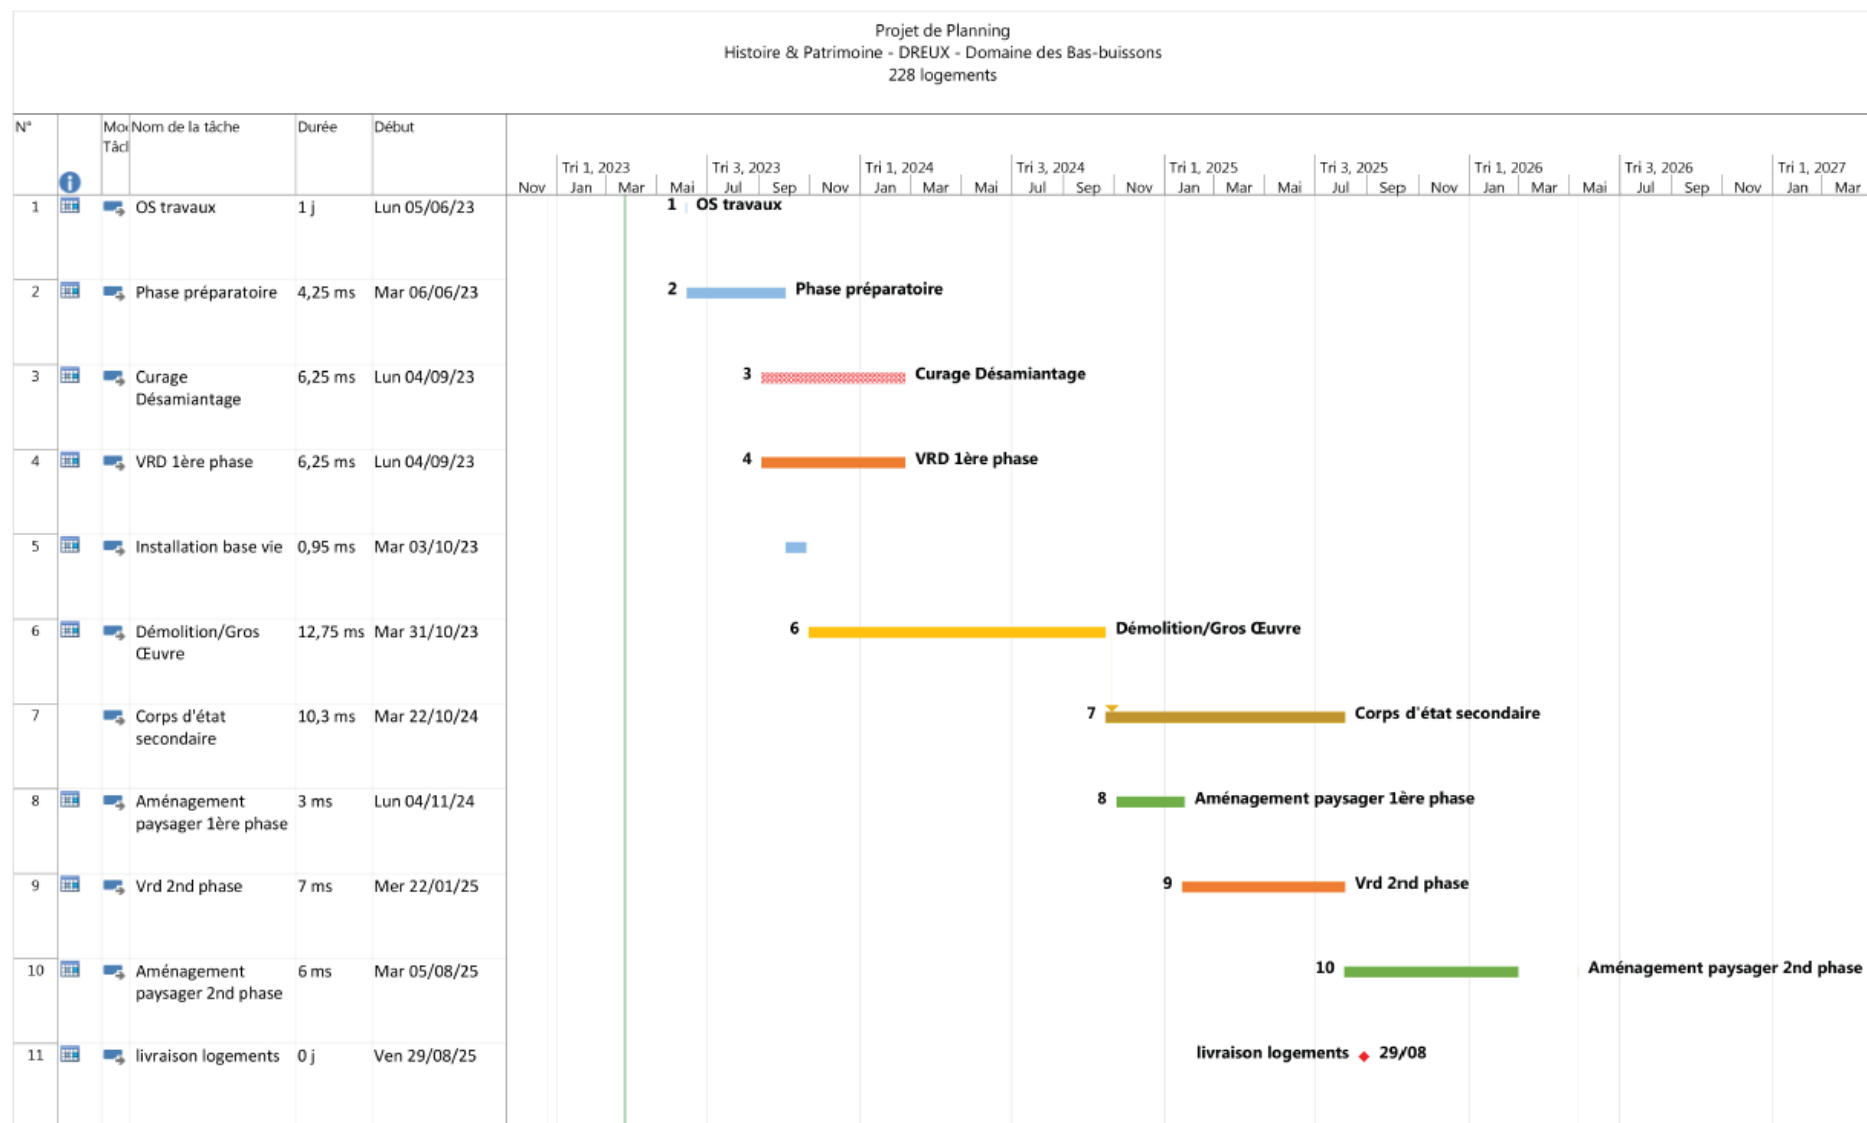 Projet de Planning
Histoire & Patrimoine - DREUX - Domaine des Bas-buissons
228 logements
N° Mo Nom de la tâche Durée Début
Tâcl
Tri 1, 2023 Tri 3, 2023 Tri 1, 2024 Tri 3, 2024 Tri 1, 2025 Tri 3, 2025 Tri 1, 2026 Tri 3, 2026 Tri 1, 2027
Nov Jan Mar Mai Jul Sep Nov Jan Mar Mai Jul Sep Nov Jan Mar Mai Jul Sep Nov Jan Mar Mai Jul Sep Nov Jan Mar
1 OS travaux 1 j Lun 05/06/23 1 OS travaux
2 Phase préparatoire 4,25 ms Mar 06/06/23 2 Phase préparatoire
3 Curage 6,25 ms Lun 04/09/23 3 Curage Désamiantage
Désamiantage
4 VRD 1ère phase 6,25 ms Lun 04/09/23 4 VRD 1ère phase
5 Installation base vie 0,95 ms Mar 03/10/23
6 Démolition/Gros 12,75 ms Mar 31/10/23 6 Démolition/Gros Œuvre
Œuvre
7 Corps d'état 10,3 ms Mar 22/10/24 7 Corps d'état secondaire
secondaire
8 Aménagement 3 ms Lun 04/11/24 8 Aménagement paysager 1ère phase
paysager 1ère phase
9 Vrd 2nd phase 7 ms Mer 22/01/25 9 Vrd 2nd phase
10 Aménagement 6 ms Mar 05/08/25 10 Aménagement paysager 2nd phase
paysager 2nd phase
11 livraison logements 0 j Ven 29/08/25 livraison logements 29/08